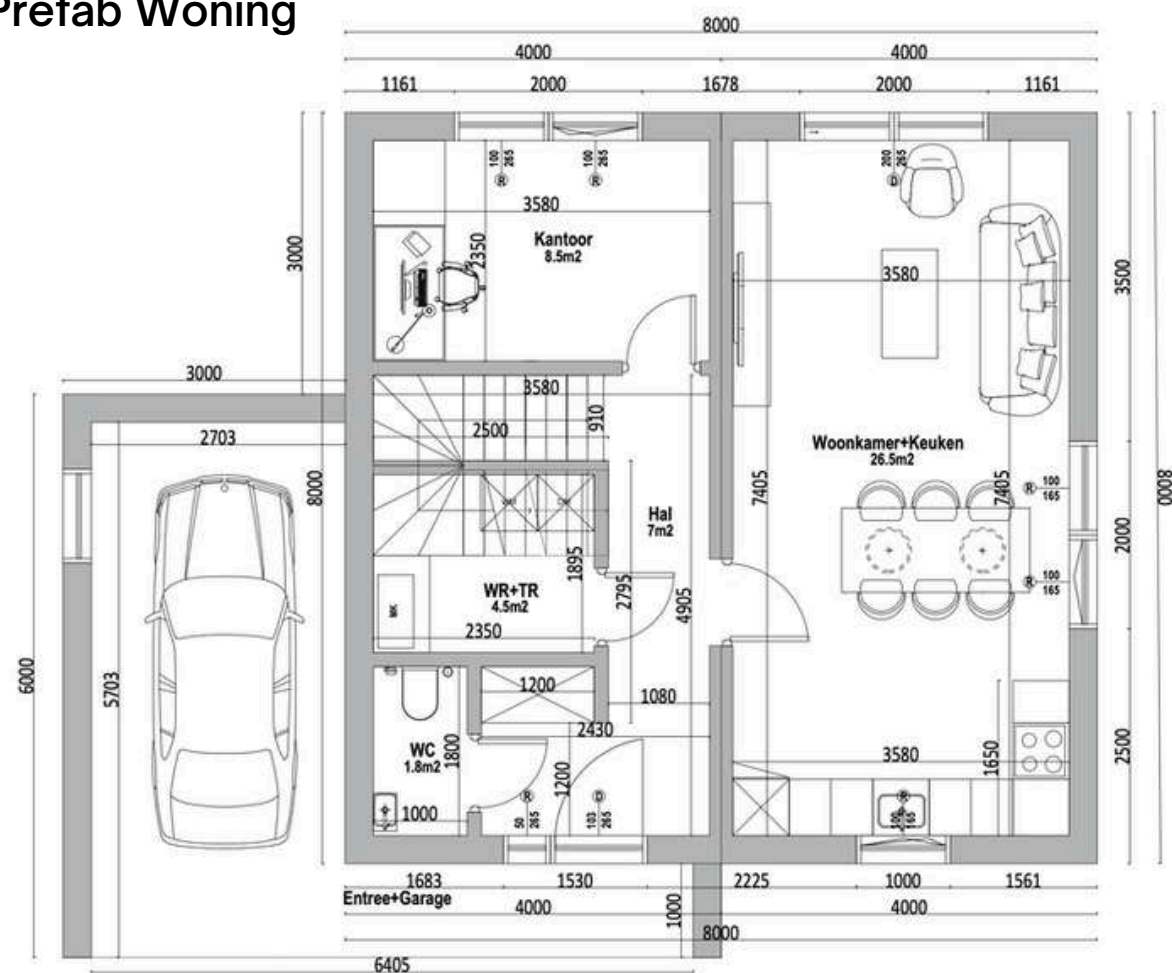 Prefab Woning
8000
4000 4000
1161 2000 1678 2000 1161
100 265 R
100 265 R
200 265 D
3580
Kantoor
8.5m2
2350
3000
3580
3500
3000
3580
910
2500
2703
8000
Woonkamer+Keuken
26.5m2
7405
7405
R 100 165
8000
Hal
7m2
2000
1895
2795
WR+TR
4.5m2
4905
R 100 165
2350
6000
5703
1200
1080
2430
WC
1.8m2
1800
1200
3580
1650
2500
1000
R 50 265
D 103 265
R 100 165
1683 1530 2225 1000 1561
Entree+Garage
4000 1000 4000
8000
6405